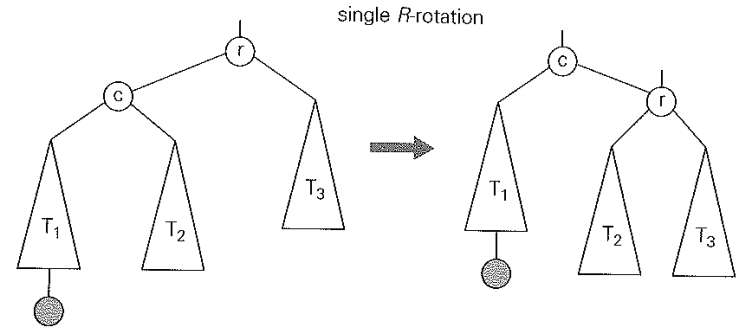 single R-rotation
r
c
T₁
T₂
T₃
c
r
T₁
T₂
T₃